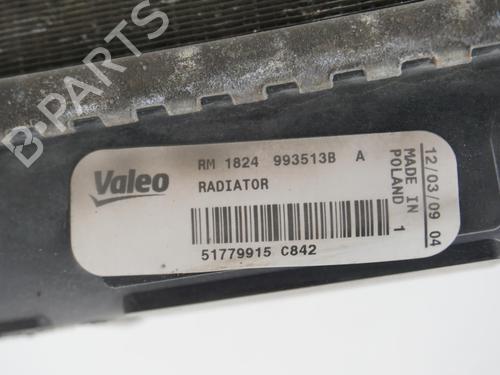 B-PARTS
Valeo
RM 1824 993513B A
RADIATOR
51779915 C842
MADE IN
POLAND 1
12/03/09 04